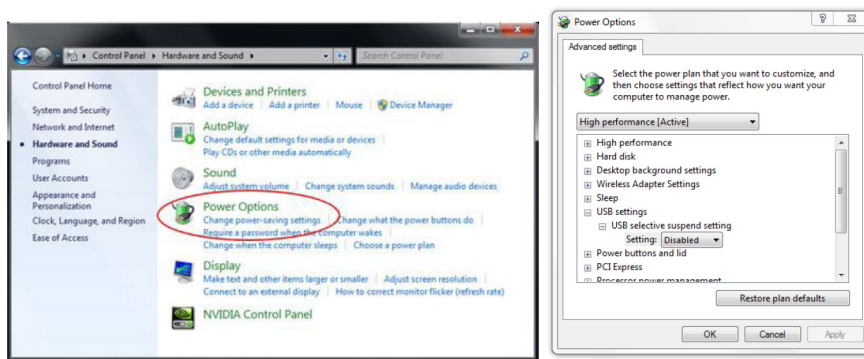 Control Panel ▸ Hardware and Sound ▸
Search Control Panel
Control Panel Home
System and Security
Network and Internet
Hardware and Sound
Programs
User Accounts
Appearance and
Personalization
Clock, Language, and Region
Ease of Access
Devices and Printers
Add a device | Add a printer | Mouse | Device Manager
AutoPlay
Change default settings for media or devices
Play CDs or other media automatically
Sound
Adjust system volume | Change system sounds | Manage audio devices
Power Options
Change power-saving settings | Change what the power buttons do
Require a password when the computer wakes
Change when the computer sleeps | Choose a power plan
Display
Make text and other items larger or smaller | Adjust screen resolution
Connect to an external display | How to correct monitor flicker (refresh rate)
NVIDIA Control Panel
Power Options
Advanced settings
Select the power plan that you want to customize, and
then choose settings that reflect how you want your
computer to manage power.
High performance [Active]
High performance
Hard disk
Desktop background settings
Wireless Adapter Settings
Sleep
USB settings
USB selective suspend setting
Setting: Disabled
Power buttons and lid
PCI Express
Processor power management
Restore plan defaults
OK Cancel Apply